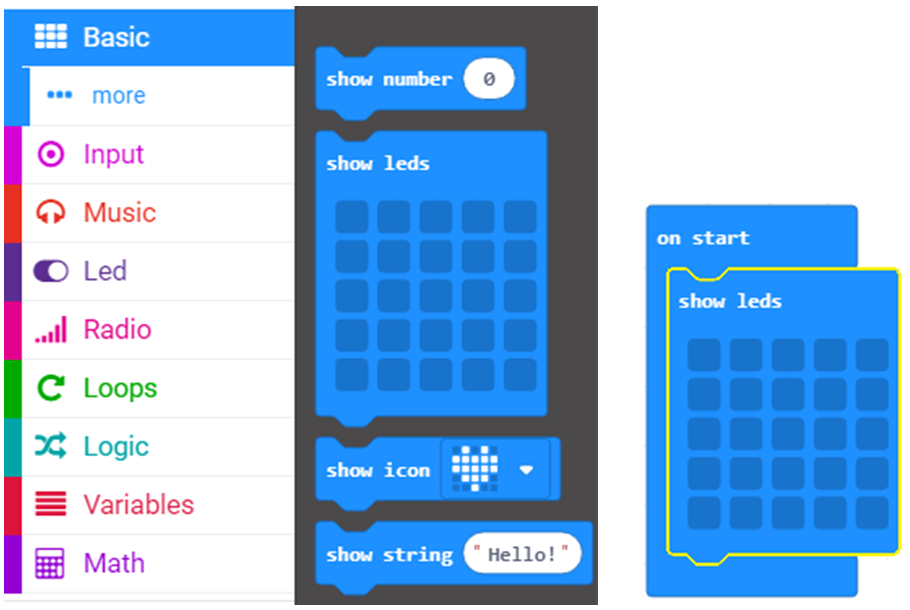 Basic
more
Input
Music
Led
Radio
Loops
Logic
Variables
Math
show number 0
show leds
show icon
show string "Hello!"
on start
show leds